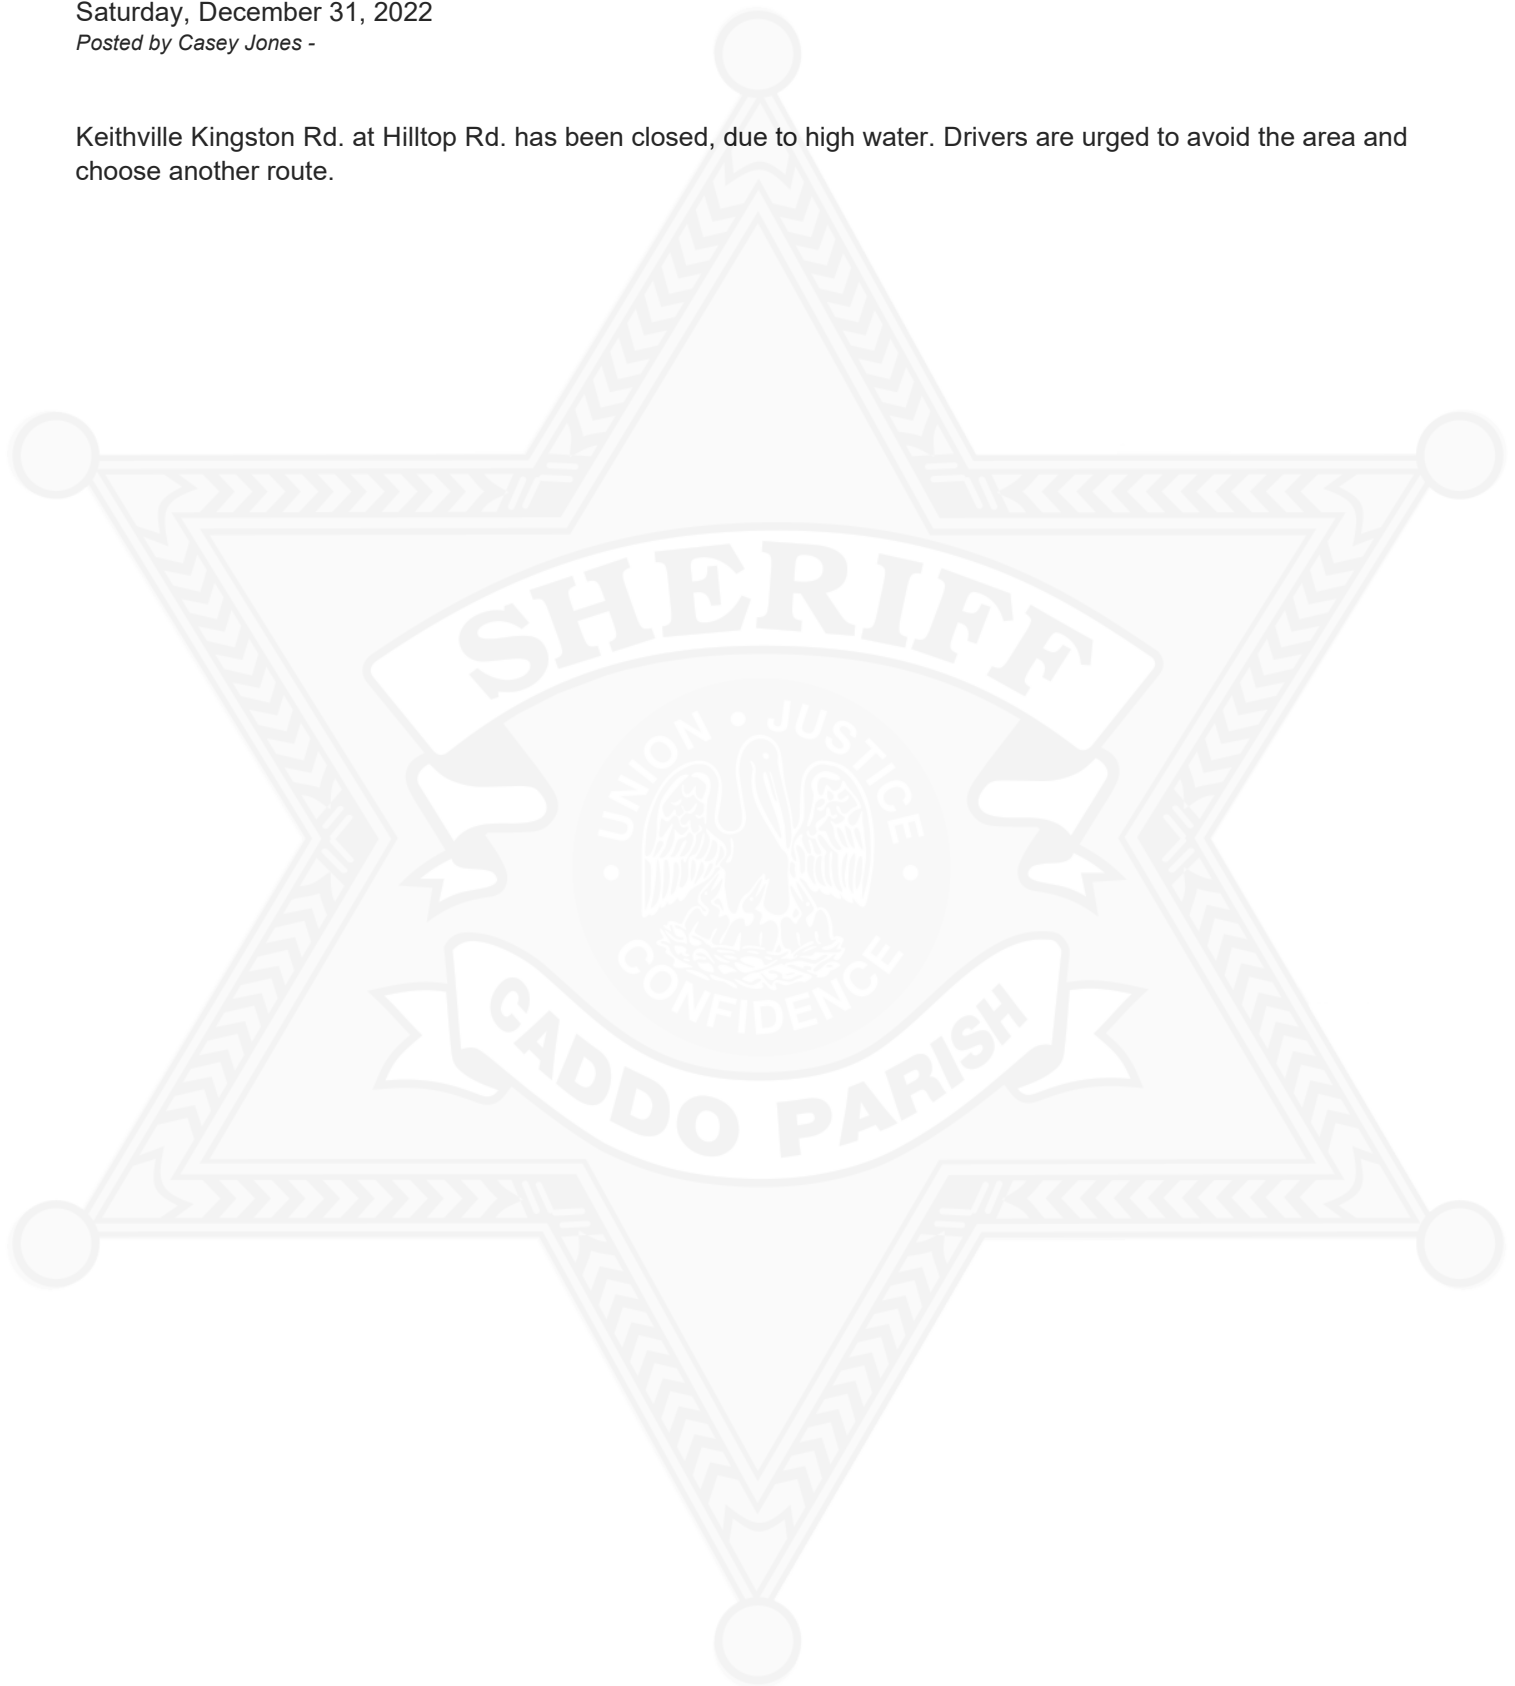 Saturday, December 31, 2022
Posted by Casey Jones -
Keithville Kingston Rd. at Hilltop Rd. has been closed, due to high water. Drivers are urged to avoid the area and
choose another route.
SHERIFF
UNION • JUSTICE
• CONFIDENCE •
CADDO PARISH